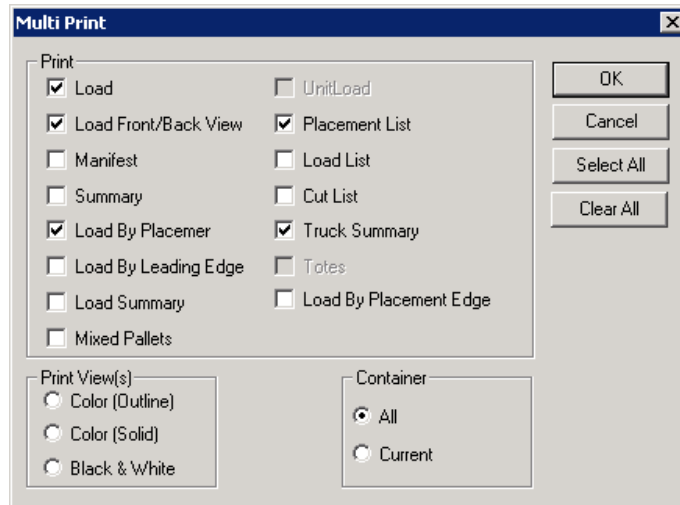 Multi Print
Print
Load
Load Front/Back View
Manifest
Summary
Load By Placemer
Load By Leading Edge
Load Summary
Mixed Pallets
UnitLoad
Placement List
Load List
Cut List
Truck Summary
Totes
Load By Placement Edge
OK
Cancel
Select All
Clear All
Print View(s)
Color (Outline)
Color (Solid)
Black & White
Container
All
Current